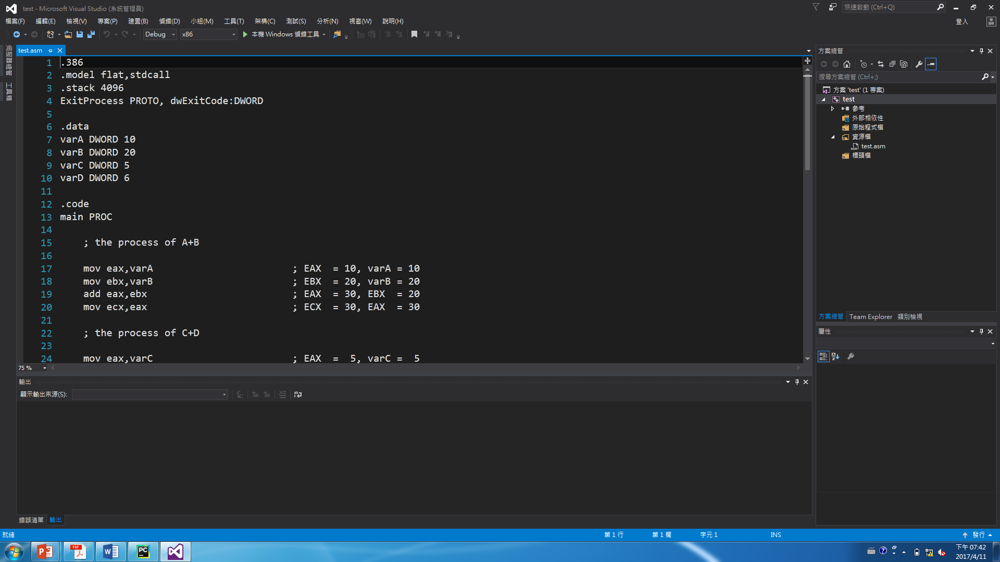 test - Microsoft Visual Studio (系統管理員)
快速啟動 (Ctrl+Q)
檔案(F) 編輯(E) 檢視(V) 專案(P) 建置(B) 偵錯(D) 小組(M) 工具(T) 架構(C) 測試(S) 分析(N) 視窗(W) 說明(H)
登入
Debug x86 本機 Windows 偵錯工具
伺服器總管
工具箱
test.asm
1 .386
2 .model flat,stdcall
3 .stack 4096
4 ExitProcess PROTO, dwExitCode:DWORD
5
6 .data
7 varA DWORD 10
8 varB DWORD 20
9 varC DWORD 5
10 varD DWORD 6
11
12 .code
13 main PROC
14
15 ; the process of A+B
16
17 mov eax,varA ; EAX = 10, varA = 10
18 mov ebx,varB ; EBX = 20, varB = 20
19 add eax,ebx ; EAX = 30, EBX = 20
20 mov ecx,eax ; ECX = 30, EAX = 30
21
22 ; the process of C+D
23
24 mov eax,varC ; EAX = 5, varC = 5
75 %
輸出
顯示輸出來源(S):
錯誤清單 輸出
方案總管
搜尋方案總管 (Ctrl+;)
方案 'test' (1 專案)
test
參考
外部相依性
原始程式檔
資源檔
test.asm
標頭檔
方案總管 Team Explorer 類別檢視
屬性
就緒 第 1 行 第 1 欄 字元 1 INS 發行
下午 07:42
2017/4/11